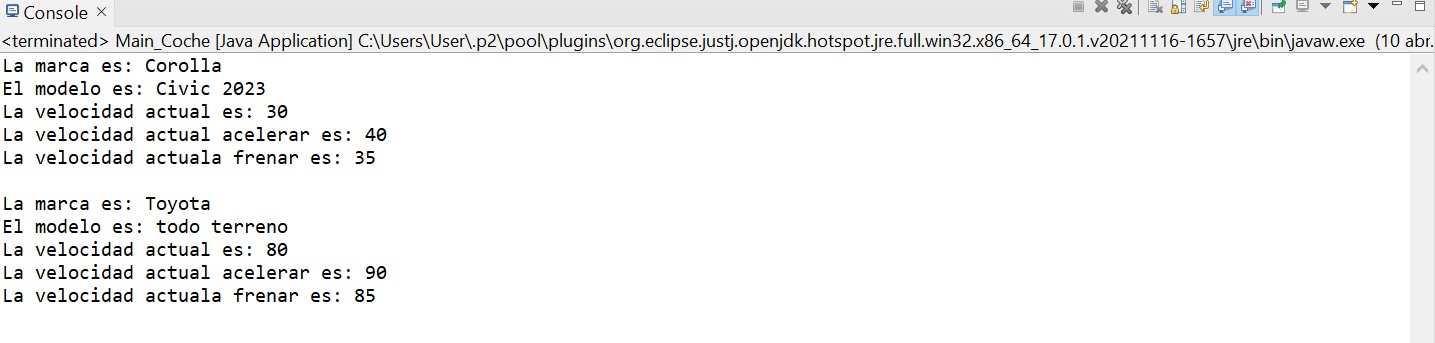 Console
<terminated> Main_Coche [Java Application] C:\Users\User\.p2\pool\plugins\org.eclipse.justj.openjdk.hotspot.jre.full.win32.x86_64_17.0.1.v20211116-1657\jre\bin\javaw.exe (10 abr.
La marca es: Corolla
El modelo es: Civic 2023
La velocidad actual es: 30
La velocidad actual acelerar es: 40
La velocidad actuala frenar es: 35
La marca es: Toyota
El modelo es: todo terreno
La velocidad actual es: 80
La velocidad actual acelerar es: 90
La velocidad actuala frenar es: 85